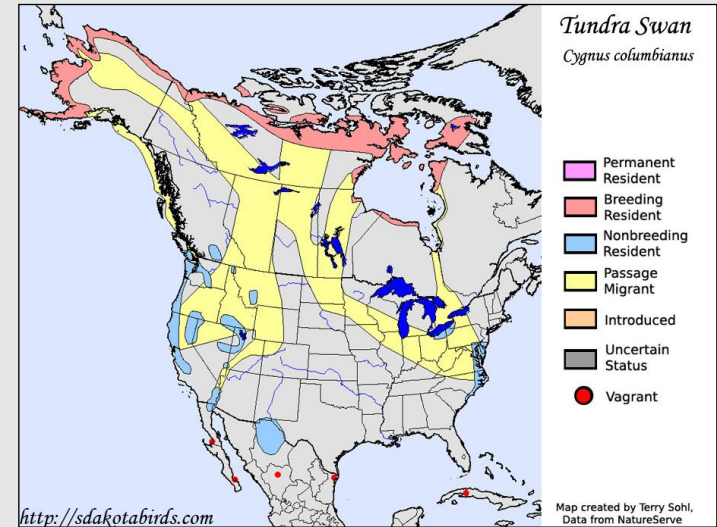 Tundra Swan
Cygnus columbianus
Permanent
Resident
Breeding
Resident
Nonbreeding
Resident
Passage
Migrant
Introduced
Uncertain
Status
Vagrant
http://sdakotabirds.com
Map created by Terry Sohl,
Data from NatureServe